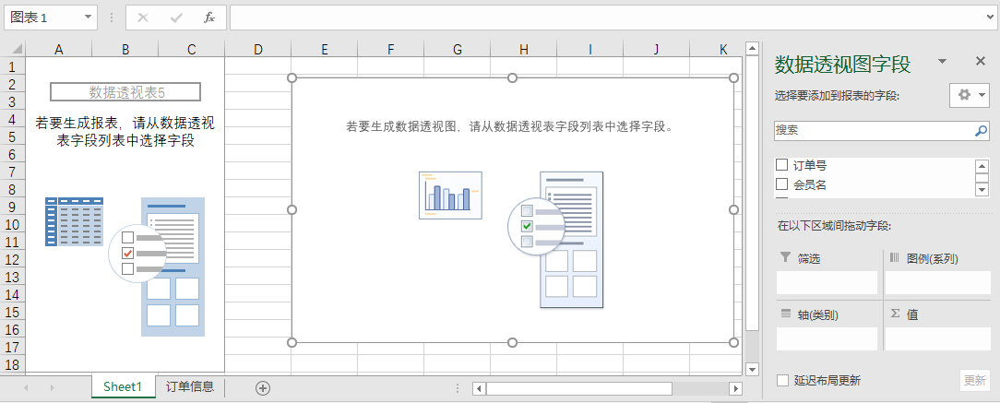 图表 1
fx
A B C D E F G H I J K
1
2
3
4
5
6
7
8
9
10
11
12
13
14
15
16
17
18
数据透视表5
若要生成报表，请从数据透视
表字段列表中选择字段
若要生成数据透视图，请从数据透视表字段列表中选择字段。
Sheet1 订单信息
数据透视图字段
选择要添加到报表的字段:
搜索
订单号
会员名
在以下区域间拖动字段:
筛选 图例(系列)
轴(类别) Σ 值
延迟布局更新 更新